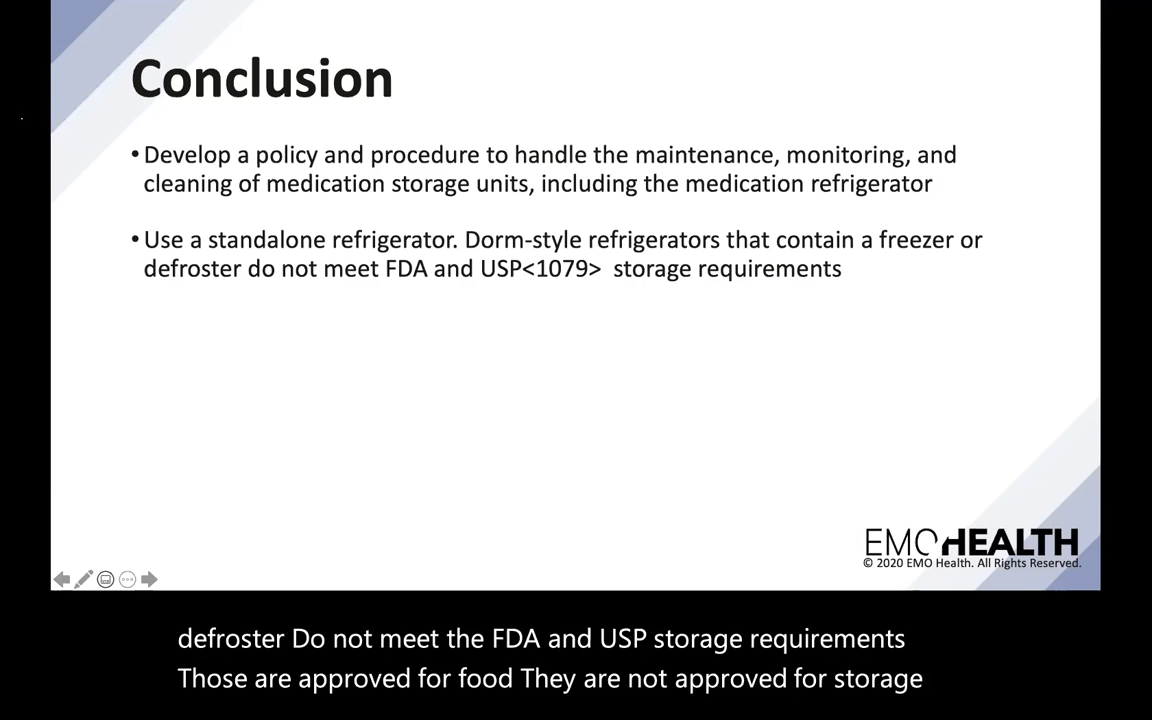 Conclusion
•Develop a policy and procedure to handle the maintenance, monitoring, and
cleaning of medication storage units, including the medication refrigerator
•Use a standalone refrigerator. Dorm-style refrigerators that contain a freezer or
defroster do not meet FDA and USP<1079>  storage requirements
EMOHEALTH
© 2020 EMO Health. All Rights Reserved.
defroster Do not meet the FDA and USP storage requirements
Those are approved for food They are not approved for storage